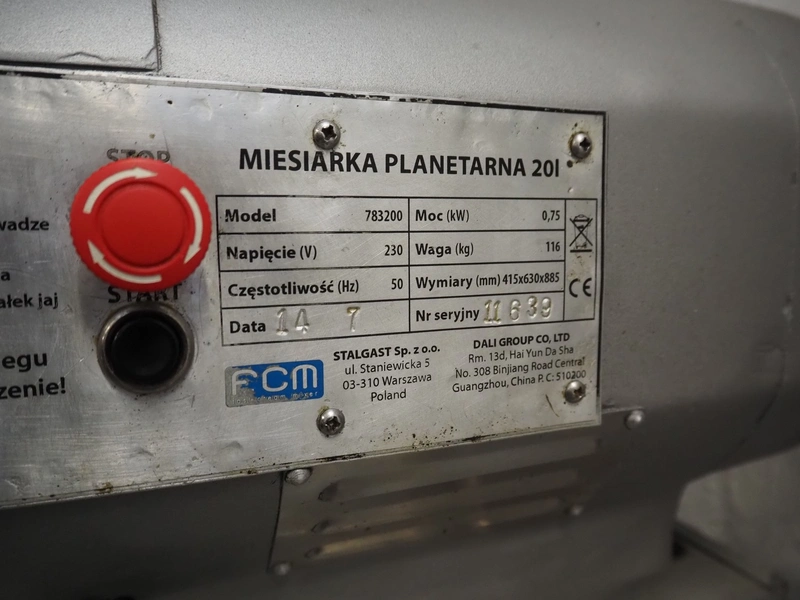 STOP
MIESIARKA PLANETARNA 20l
wadze
a
ałek jaj
START
egu
zenie!
Model 783200 Moc (kW) 0,75
Napięcie (V) 230 Waga (kg) 116
Częstotliwość (Hz) 50 Wymiary (mm) 415x630x885
Data 14 7 Nr seryjny 11639
CE
FCM
STALGAST Sp. z o.o.
ul. Staniewicka 5
03-310 Warszawa
Poland
DALI GROUP CO, LTD
Rm. 13d, Hai Yun Da Sha
No. 308 Binjiang Road Central
Guangzhou, China P. C: 510200